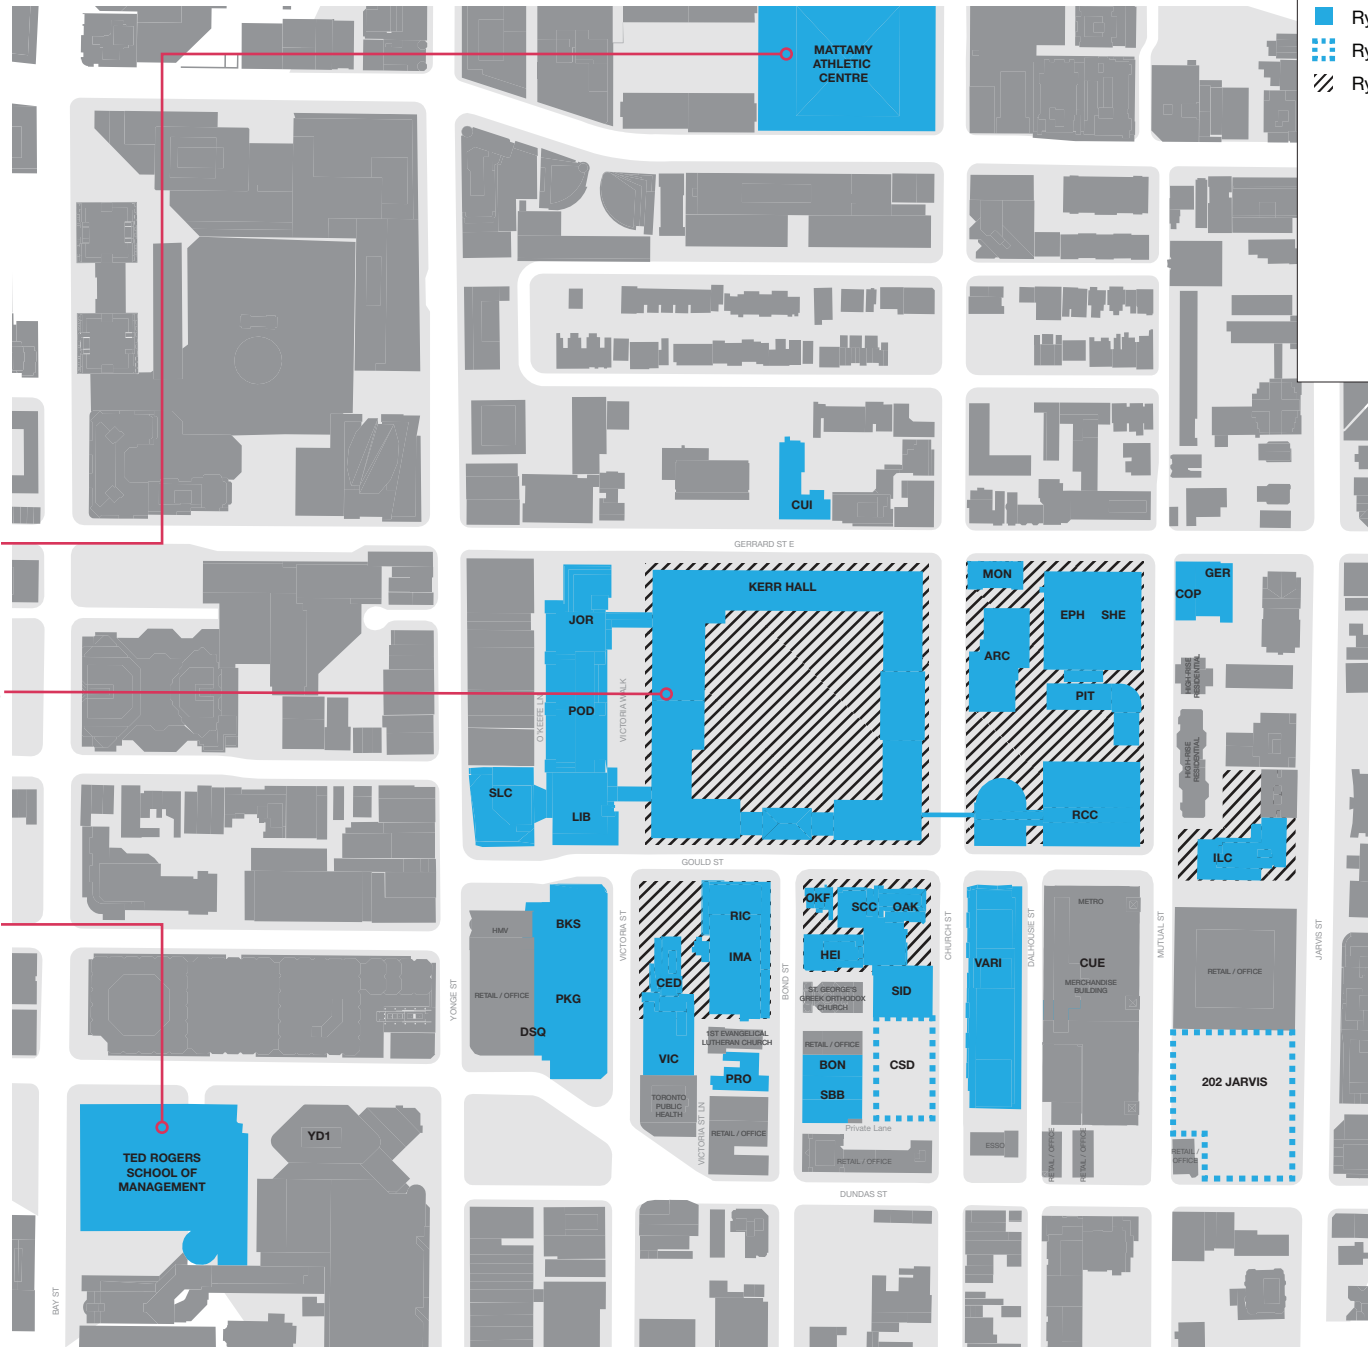 Ry
Ry
Ry
MATTAMY
ATHLETIC
CENTRE
CUI
GERRARD ST E
KERR HALL
MON
GER
COP
JOR
EPH
SHE
ARC
HIGH-RISE
RESIDENTIAL
PIT
O'KEEFE LN
POD
VICTORIA WALK
HIGH-RISE
RESIDENTIAL
SLC
LIB
RCC
ILC
GOULD ST
OKF
SCC
OAK
METRO
BKS
RIC
HMV
VICTORIA ST
CHURCH ST
DALHOUSIE ST
MUTUAL ST
JARVIS ST
HEI
IMA
VARI
CUE
MERCHANDISE
BUILDING
RETAIL / OFFICE
YONGE ST
RETAIL / OFFICE
PKG
CED
BOND ST
ST. GEORGE'S
GREEK ORTHODOX
CHURCH
SID
DSQ
1ST EVANGELICAL
LUTHERAN CHURCH
RETAIL / OFFICE
VIC
BON
CSD
PRO
202 JARVIS
SBB
TORONTO
PUBLIC
HEALTH
VICTORIA ST LN
RETAIL / OFFICE
Private Lane
YD1
ESSO
RETAIL / OFFICE
RETAIL / OFFICE
RETAIL /
OFFICE
TED ROGERS
SCHOOL OF
MANAGEMENT
RETAIL / OFFICE
DUNDAS ST
BAY ST